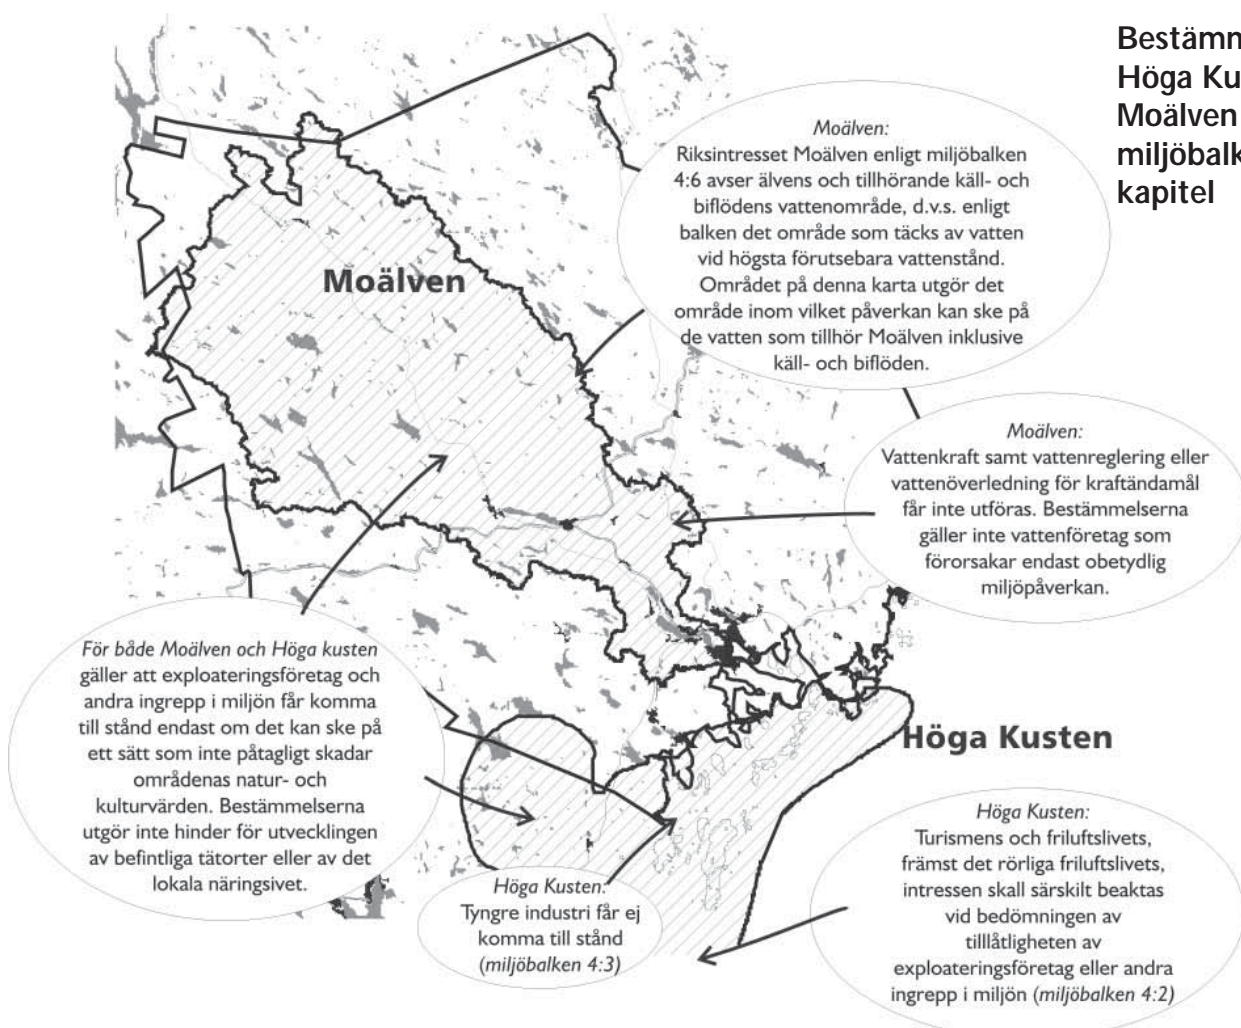 Bestämn
Höga Ku
Moälven
miljöbalk
kapitel
Moälven:
Riksintresset Moälven enligt miljöbalken
4:6 avser älvens och tillhörande käll- och
biflödens vattenområde, d.v.s. enligt
balken det område som täcks av vatten
vid högsta förutsebara vattenstånd.
Området på denna karta utgör det
område inom vilket påverkan kan ske på
de vatten som tillhör Moälven inklusive
käll- och biflöden.
Moälven
Moälven:
Vattenkraft samt vattenreglering eller
vattenöverledning för kraftändamål
får inte utföras. Bestämmelserna
gäller inte vattenföretag som
förorsakar endast obetydlig
miljöpåverkan.
För både Moälven och Höga kusten
gäller att exploateringsföretag och
andra ingrepp i miljön får komma
till stånd endast om det kan ske på
ett sätt som inte påtagligt skadar
områdenas natur- och
kulturvärden. Bestämmelserna
utgör inte hinder för utvecklingen
av befintliga tätorter eller av det
lokala näringsivet.
Höga Kusten
Höga Kusten:
Tyngre industri får ej
komma till stånd
(miljöbalken 4:3)
Höga Kusten:
Turismens och friluftslivets,
främst det rörliga friluftslivets,
intressen skall särskilt beaktas
vid bedömningen av
tilllåtligheten av
exploateringsföretag eller andra
ingrepp i miljön (miljöbalken 4:2)